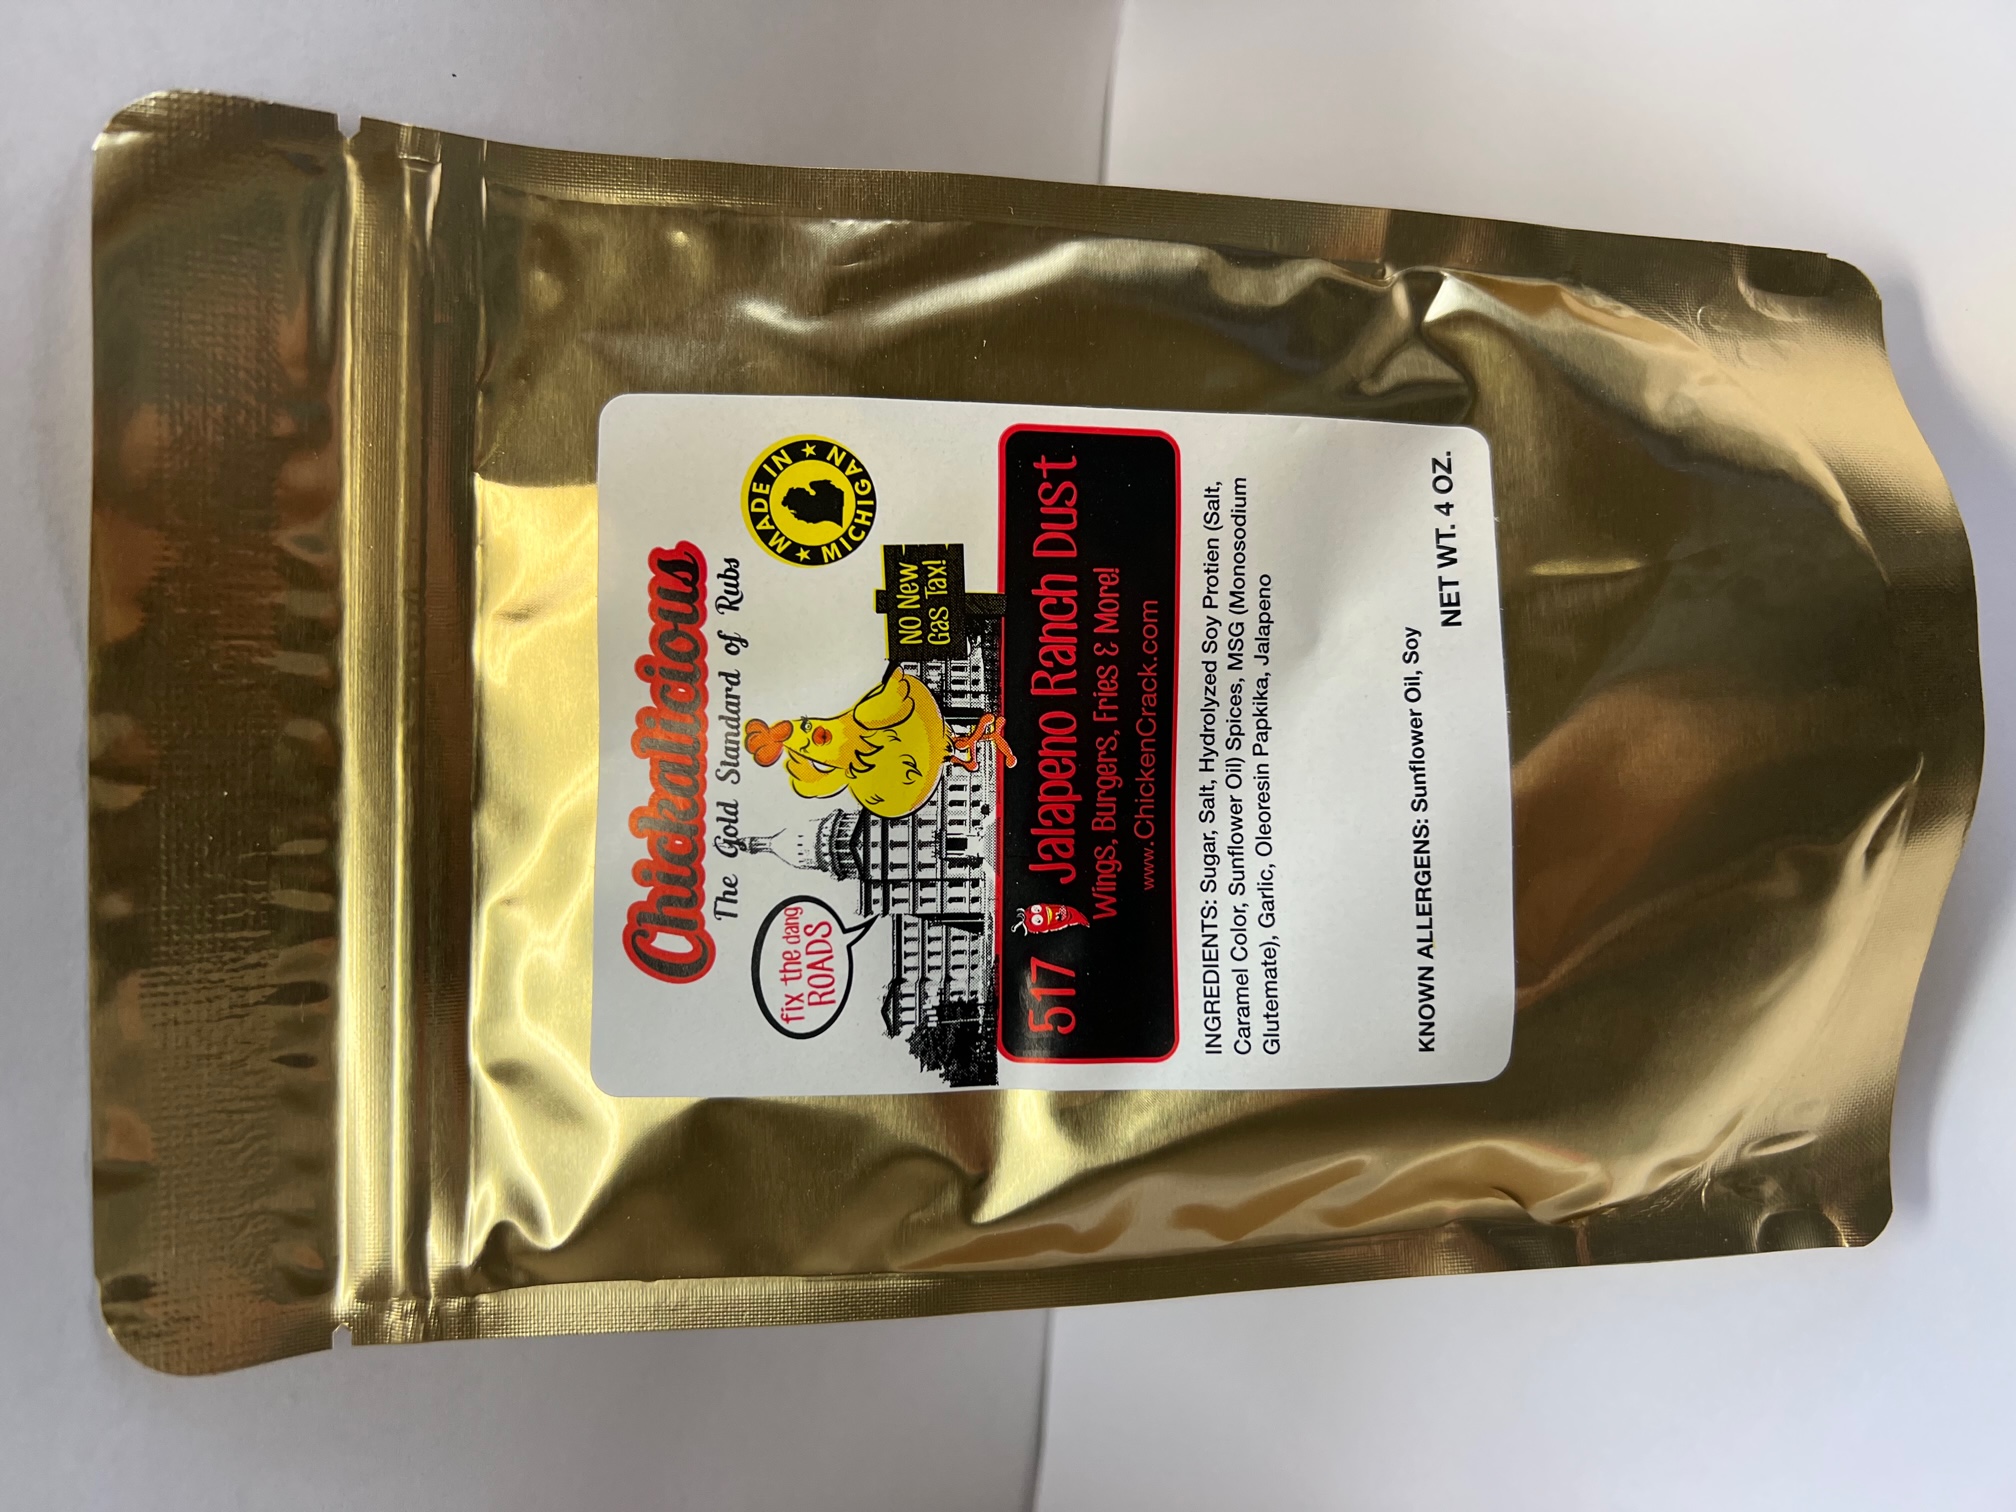 Chickalicious
The Gold Standard of Rubs
MADE IN
★ MICHIGAN ★
fix the dang
ROADS
NO New
Gas Tax!
517 Jalapeno Ranch Dust
Wings, Burgers, Fries & More!
www.ChickenCrack.com
INGREDIENTS: Sugar, Salt, Hydrolyzed Soy Protien (Salt,
Caramel Color, Sunflower Oil) Spices, MSG (Monosodium
Glutemate), Garlic, Oleoresin Papkika, Jalapeno
KNOWN ALLERGENS: Sunflower Oil, Soy
NET WT. 4 OZ.